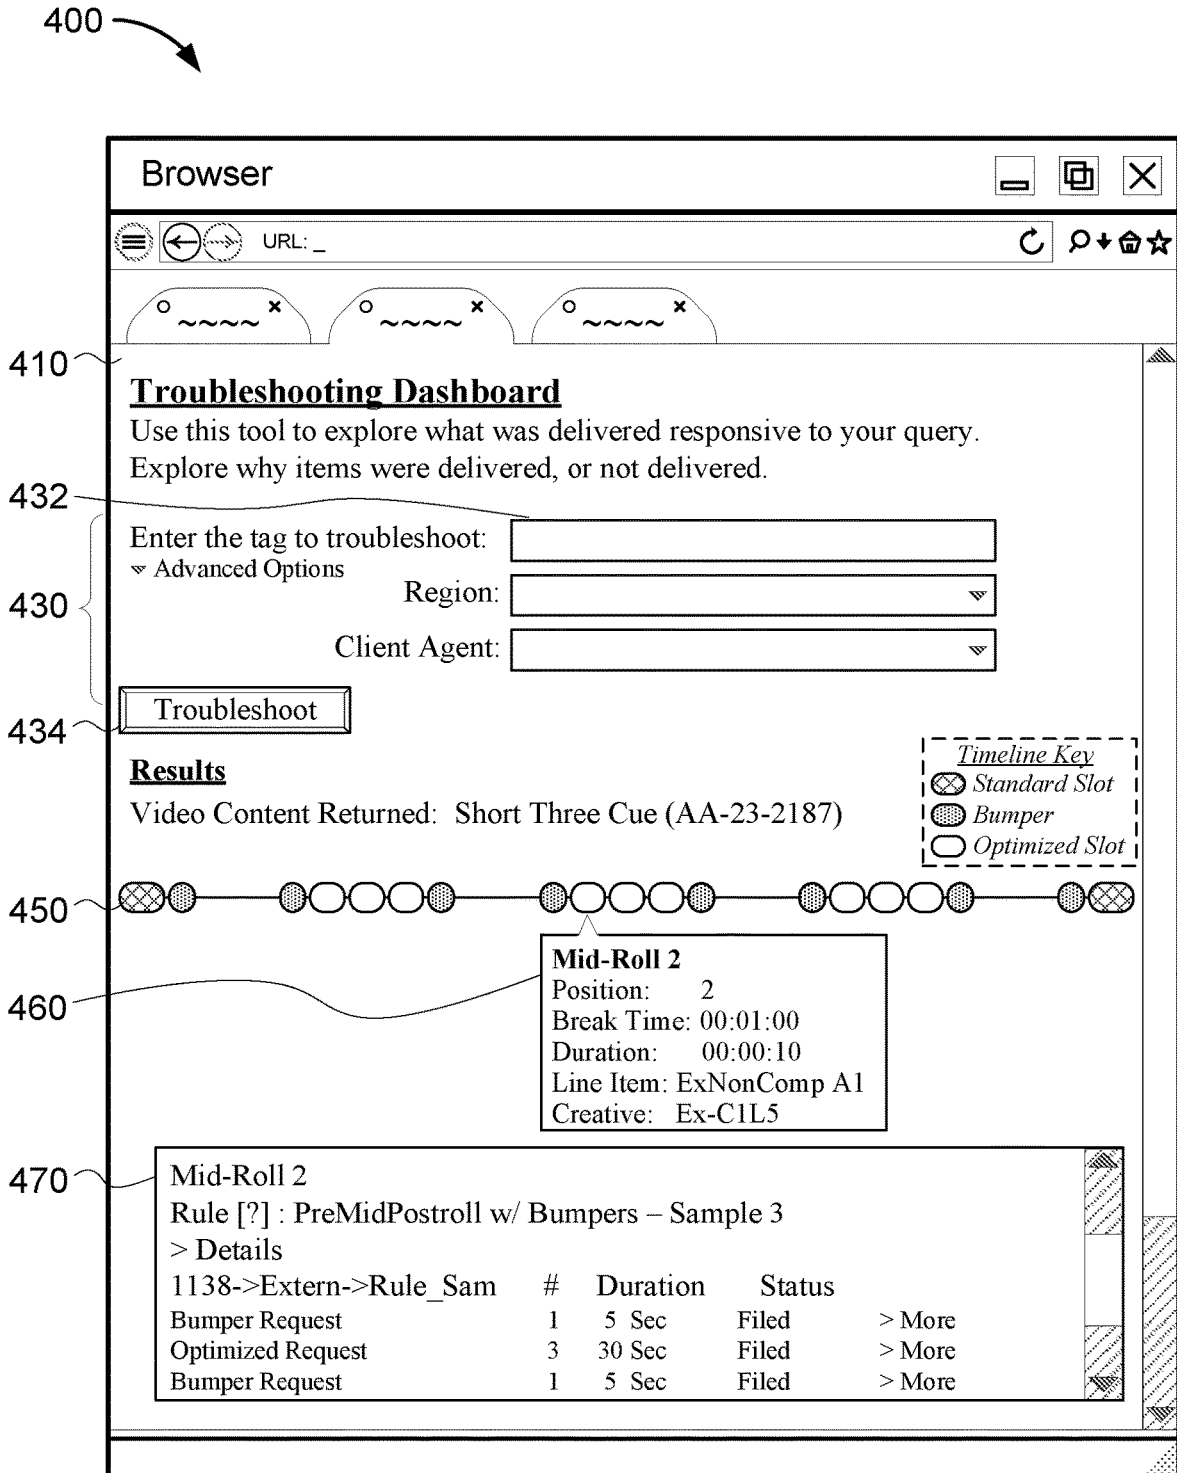 400
Browser
URL: _
~~~~ ~~~~ ~~~~
410
Troubleshooting Dashboard
Use this tool to explore what was delivered responsive to your query.
Explore why items were delivered, or not delivered.
432
Enter the tag to troubleshoot:
Advanced Options
Region:
430
Client Agent:
Troubleshoot
434
Timeline Key
Standard Slot
Bumper
Optimized Slot
Results
Video Content Returned: Short Three Cue (AA-23-2187)
450
Mid-Roll 2
Position: 2
Break Time: 00:01:00
Duration: 00:00:10
Line Item: ExNonComp A1
Creative: Ex-C1L5
460
470
Mid-Roll 2
Rule [?] : PreMidPostroll w/ Bumpers – Sample 3
> Details
1138->Extern->Rule_Sam # Duration Status
Bumper Request 1 5 Sec Filed > More
Optimized Request 3 30 Sec Filed > More
Bumper Request 1 5 Sec Filed > More